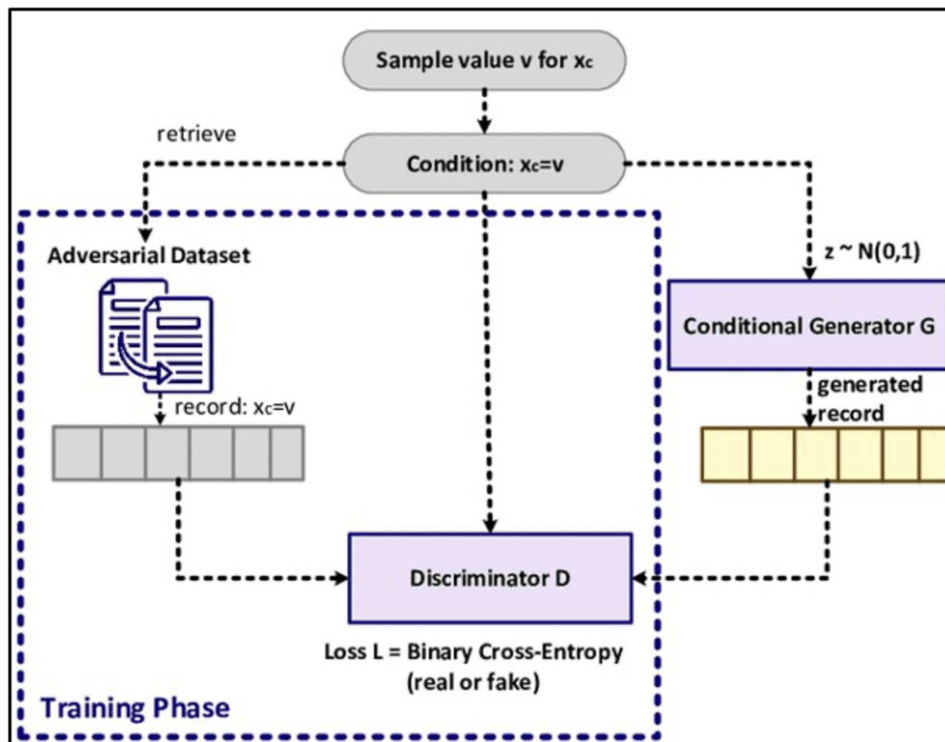 Sample value v for xc
retrieve
Condition: xc=v
Adversarial Dataset
z ~ N(0,1)
Conditional Generator G
record: xc=v
generated
record
Discriminator D
Loss L = Binary Cross-Entropy
(real or fake)
Training Phase